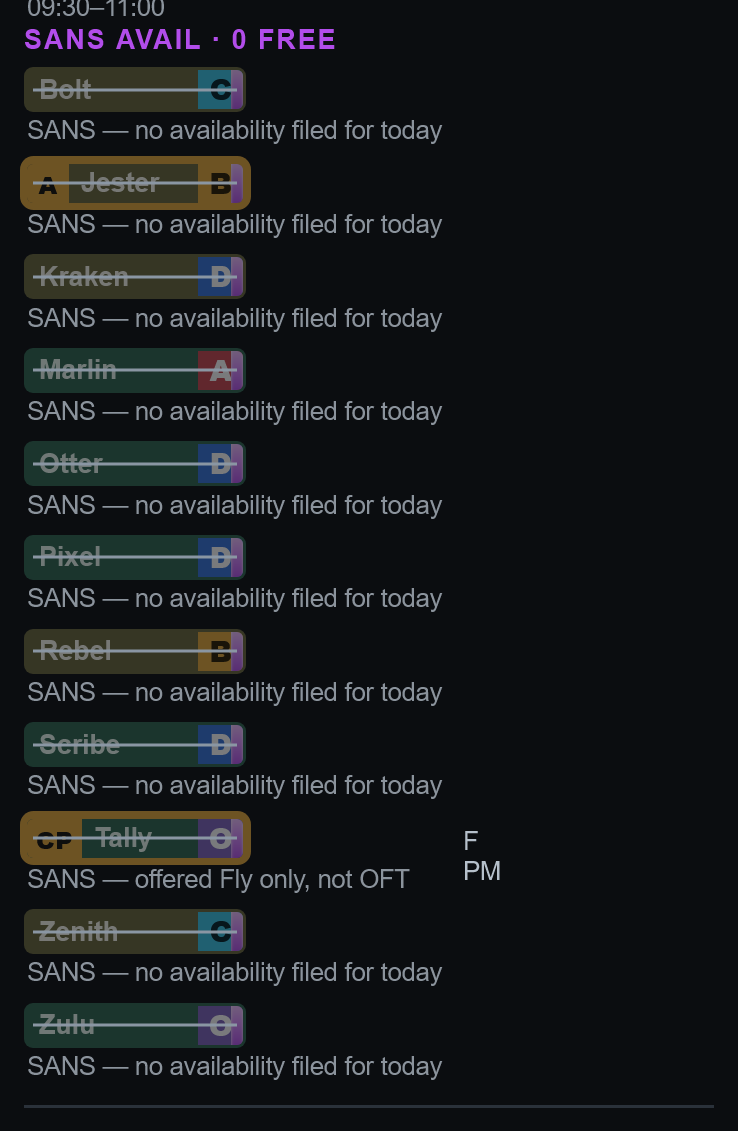 09:30–11:00
SANS AVAIL · 0 FREE
Bolt C
SANS — no availability filed for today
A Jester B
SANS — no availability filed for today
Kraken D
SANS — no availability filed for today
Marlin A
SANS — no availability filed for today
Otter D
SANS — no availability filed for today
Pixel D
SANS — no availability filed for today
Rebel B
SANS — no availability filed for today
Scribe D
SANS — no availability filed for today
CP Tally O
SANS — offered Fly only, not OFT
F
PM
Zenith C
SANS — no availability filed for today
Zulu O
SANS — no availability filed for today